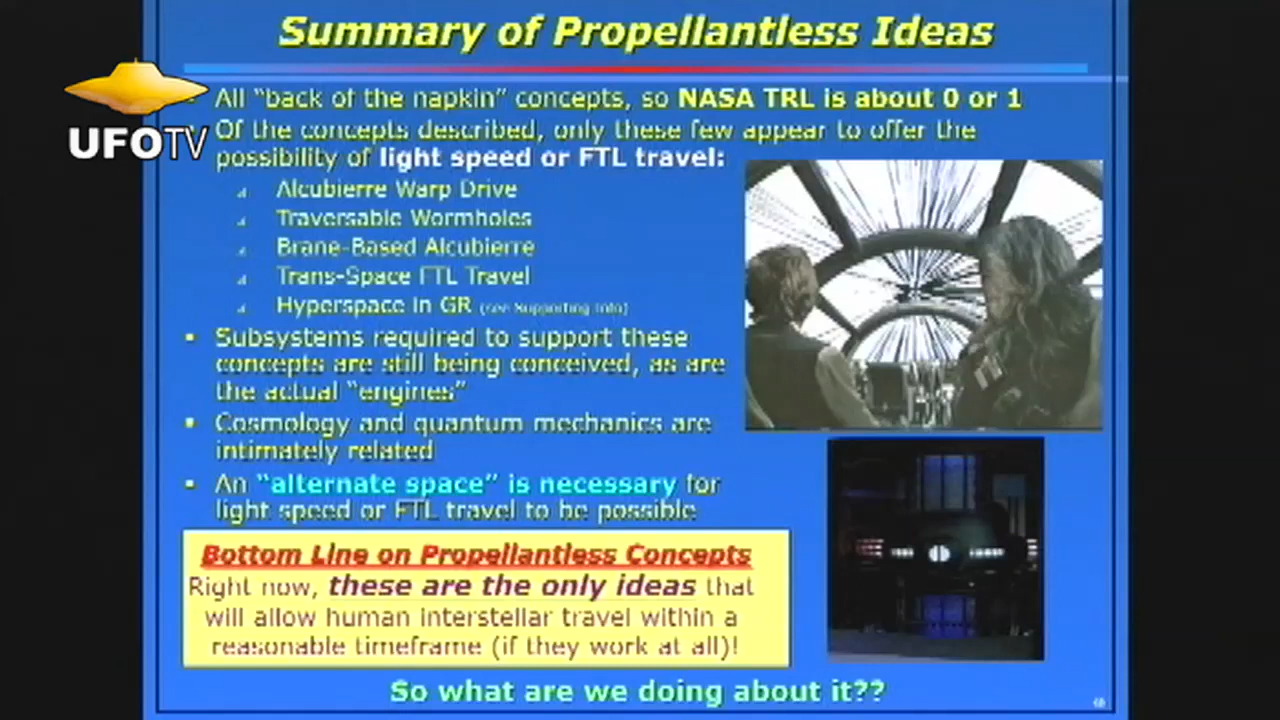 Summary of Propellantless Ideas
UFOTV
All “back of the napkin” concepts, so NASA TRL is about 0 or 1
Of the concepts described, only these few appear to offer the
possibility of light speed or FTL travel:
Alcubierre Warp Drive
Traversable Wormholes
Brane-Based Alcubierre
Trans-Space FTL Travel
Hyperspace in GR (see Supporting Info)
Subsystems required to support these
concepts are still being conceived, as are
the actual “engines”
Cosmology and quantum mechanics are
intimately related
An “alternate space” is necessary for
light speed or FTL travel to be possible
Bottom Line on Propellantless Concepts
Right now, these are the only ideas that
will allow human interstellar travel within a
reasonable timeframe (if they work at all)!
So what are we doing about it??